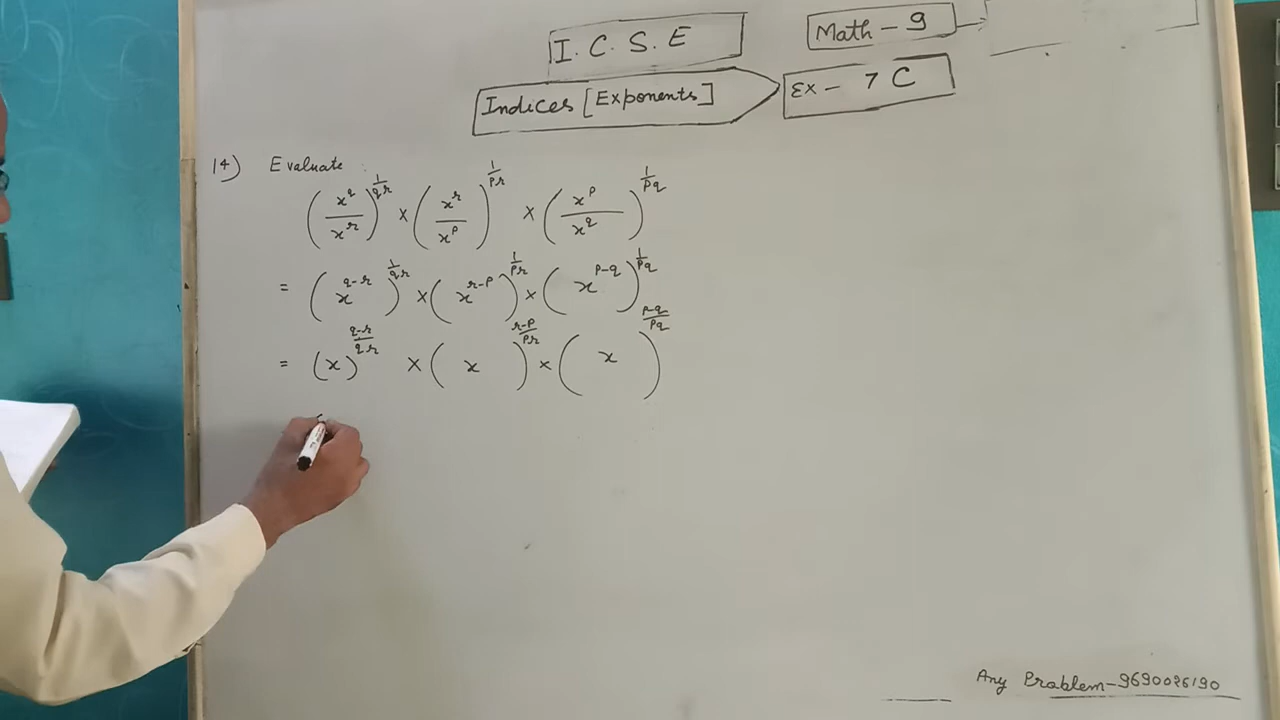 I.C.S.E
Math - 9
Indices [Exponents]
Ex - 7 C
14) Evaluate :
(x^q/x^r)^(1/qr) × (x^r/x^p)^(1/pr) × (x^p/x^q)^(1/pq)
= (x^(q-r))^(1/qr) × (x^(r-p))^(1/pr) × (x^(p-q))^(1/pq)
= (x)^((q-r)/qr) × (x)^((r-p)/pr) × (x)^((p-q)/pq)
Any Problem-9690026190